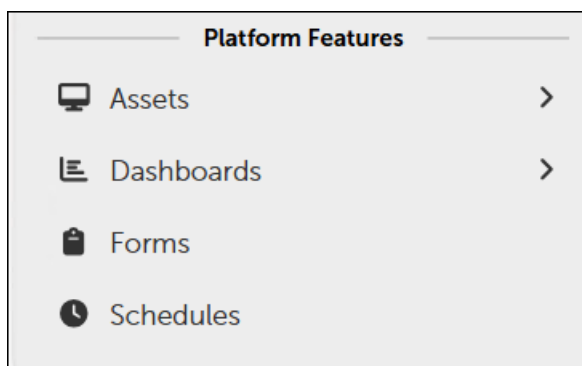 Platform Features
Assets
Dashboards
Forms
Schedules